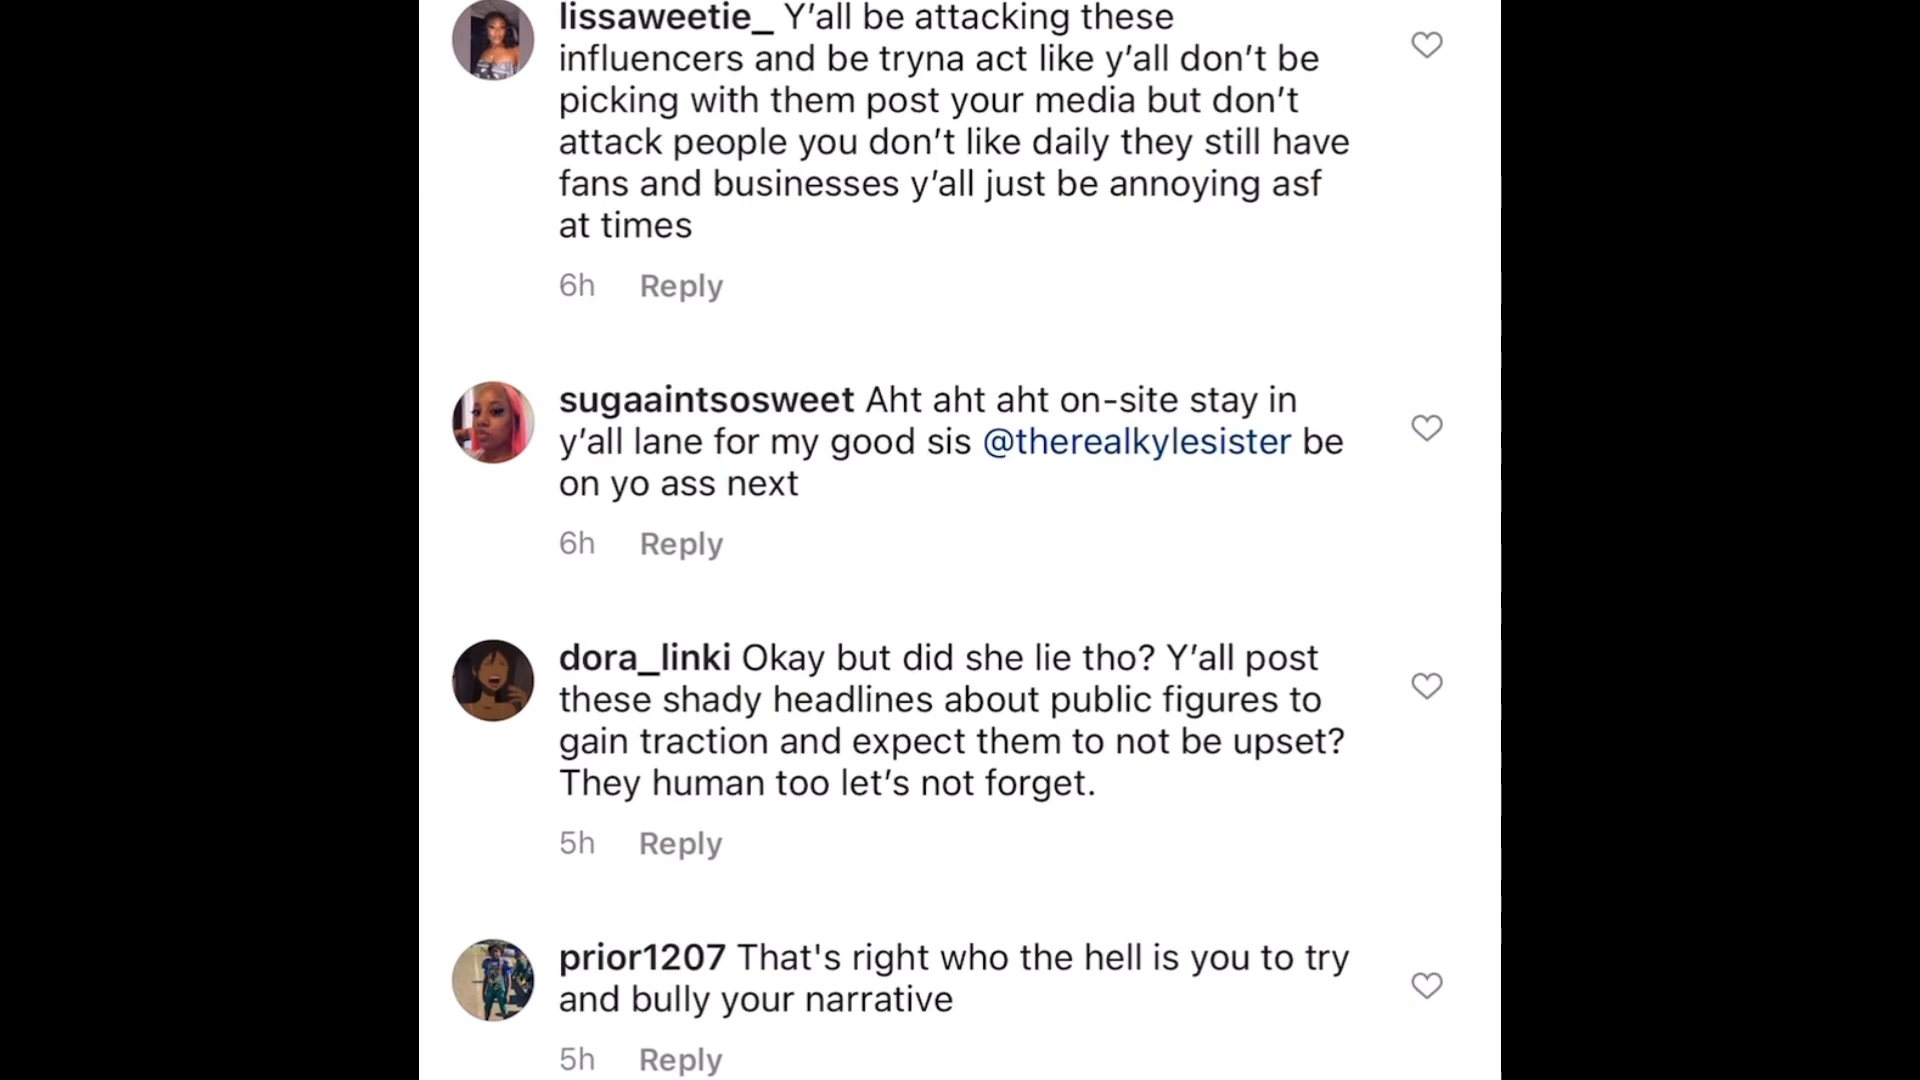 lissaweetie_ Y’all be attacking these
influencers and be tryna act like y’all don’t be
picking with them post your media but don’t
attack people you don’t like daily they still have
fans and businesses y’all just be annoying asf
at times
6h Reply
sugaaintsosweet Aht aht aht on-site stay in
y’all lane for my good sis @therealkylesister be
on yo ass next
6h Reply
dora_linki Okay but did she lie tho? Y’all post
these shady headlines about public figures to
gain traction and expect them to not be upset?
They human too let’s not forget.
5h Reply
prior1207 That's right who the hell is you to try
and bully your narrative
5h Reply